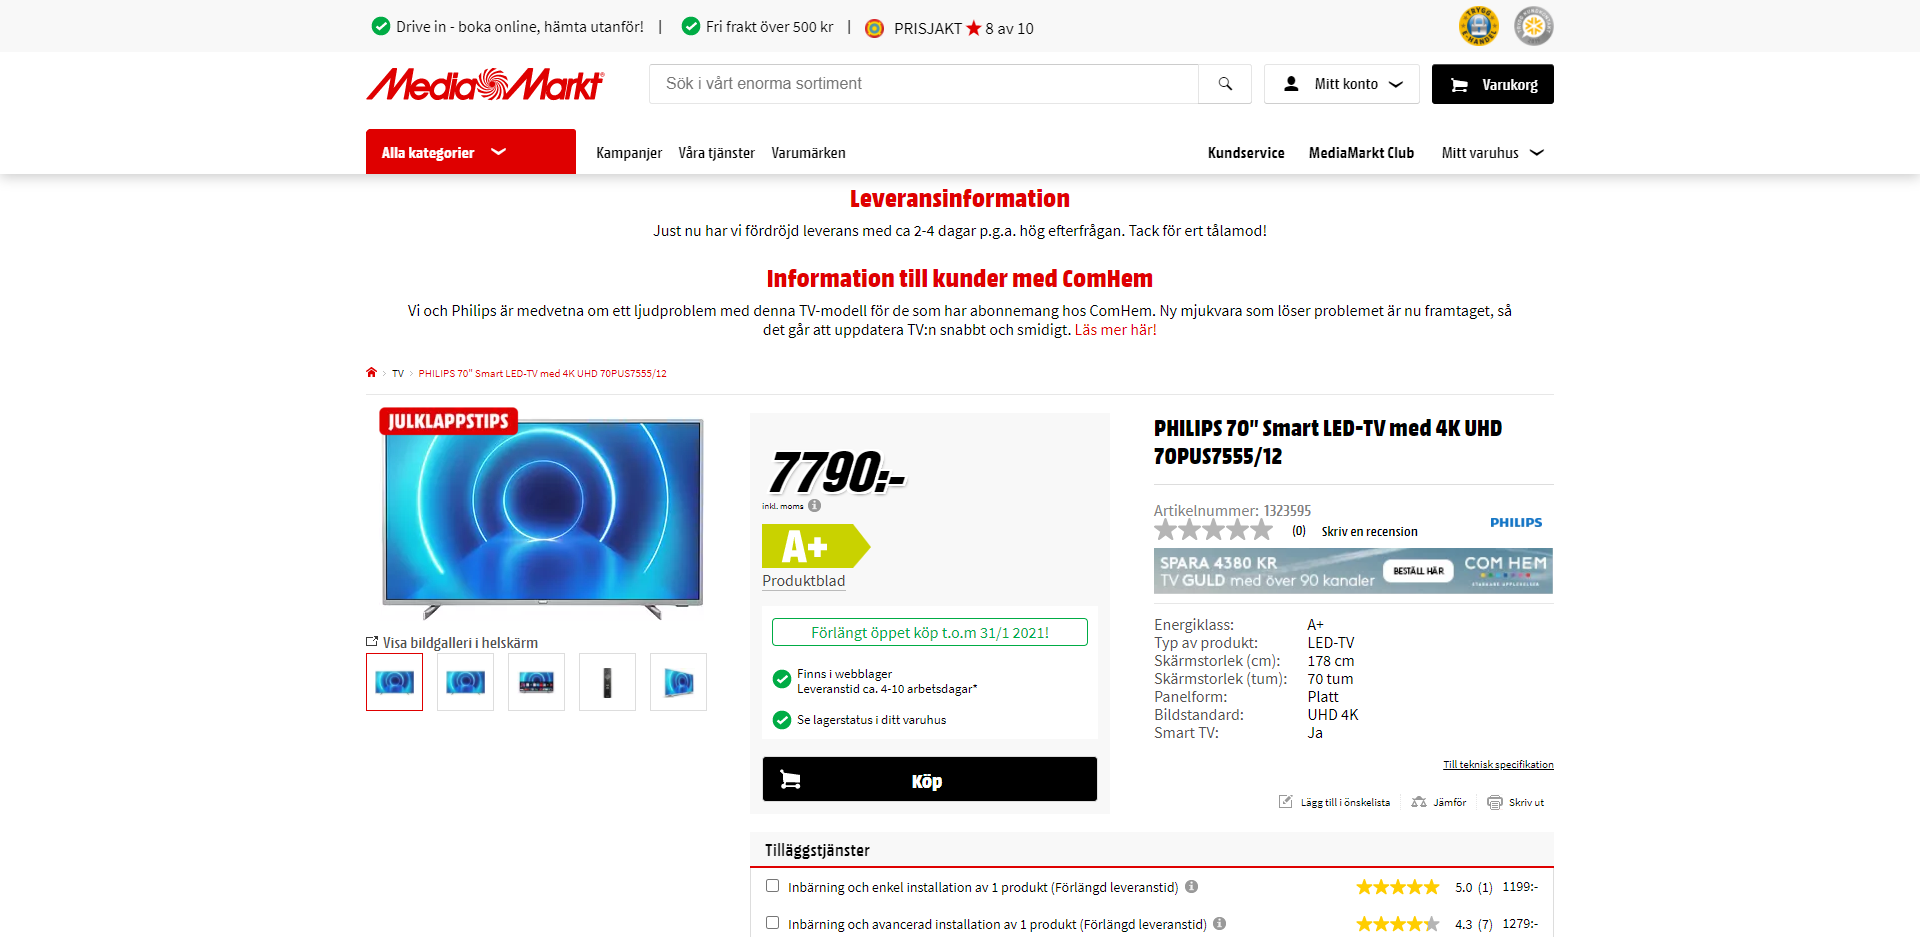 Drive in - boka online, hämta utanför! | Fri frakt över 500 kr | PRISJAKT 8 av 10
TRYGG E-HANDEL
MediaMarkt
Sök i vårt enorma sortiment
Mitt konto
Varukorg
Alla kategorier
Kampanjer
Våra tjänster
Varumärken
Kundservice
MediaMarkt Club
Mitt varuhus
Leveransinformation
Just nu har vi fördröjd leverans med ca 2-4 dagar p.g.a. hög efterfrågan. Tack för ert tålamod!
Information till kunder med ComHem
Vi och Philips är medvetna om ett ljudproblem med denna TV-modell för de som har abonnemang hos ComHem. Ny mjukvara som löser problemet är nu framtaget, så
det går att uppdatera TV:n snabbt och smidigt. Läs mer här!
TV
PHILIPS 70" Smart LED-TV med 4K UHD 70PUS7555/12
JULKLAPPSTIPS
Visa bildgalleri i helskärm
7790:-
inkl. moms
A+
Produktblad
Förlängt öppet köp t.o.m 31/1 2021!
Finns i webblager
Leveranstid ca. 4-10 arbetsdagar*
Se lagerstatus i ditt varuhus
Köp
PHILIPS 70" Smart LED-TV med 4K UHD
70PUS7555/12
Artikelnummer: 1323595
(0) Skriv en recension
PHILIPS
SPARA 4380 KR
TV GULD med över 90 kanaler
BESTÄLL HÄR
COM HEM
Energiklass: A+
Typ av produkt: LED-TV
Skärmstorlek (cm): 178 cm
Skärmstorlek (tum): 70 tum
Panelform: Platt
Bildstandard: UHD 4K
Smart TV: Ja
Till teknisk specifikation
Lägg till i önskelista
Jämför
Skriv ut
Tilläggstjänster
Inbärning och enkel installation av 1 produkt (Förlängd leveranstid) 5.0 (1) 1199:-
Inbärning och avancerad installation av 1 produkt (Förlängd leveranstid) 4.3 (7) 1279:-